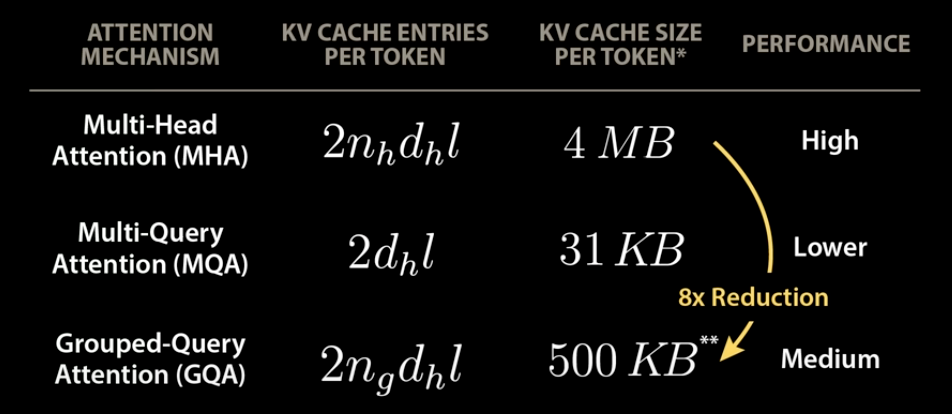 ATTENTION MECHANISM
KV CACHE ENTRIES PER TOKEN
KV CACHE SIZE PER TOKEN*
PERFORMANCE
Multi-Head Attention (MHA)
2n_h d_h l
4 MB
High
Multi-Query Attention (MQA)
2d_h l
31 KB
Lower
8x Reduction
Grouped-Query Attention (GQA)
2n_g d_h l
500 KB**
Medium